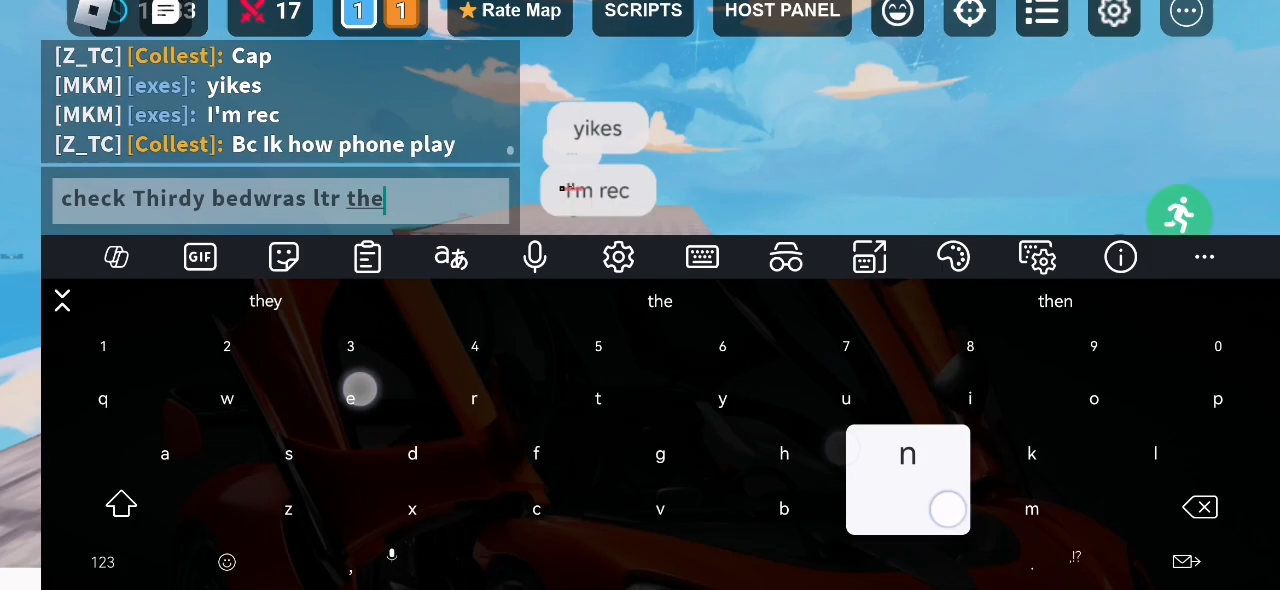 17
1
1
Rate Map
SCRIPTS
HOST PANEL
[Z_TC] [Collest]: Cap
[MKM] [exes]: yikes
[MKM] [exes]: I'm rec
[Z_TC] [Collest]: Bc Ik how phone play
yikes
I'm rec
check Thirdy bedwras ltr the
GIF
aあ
they the then
1 2 3 4 5 6 7 8 9 0
q w e r t y u i o p
a s d f g h k l
z x c v b n m
123 , . ,!?